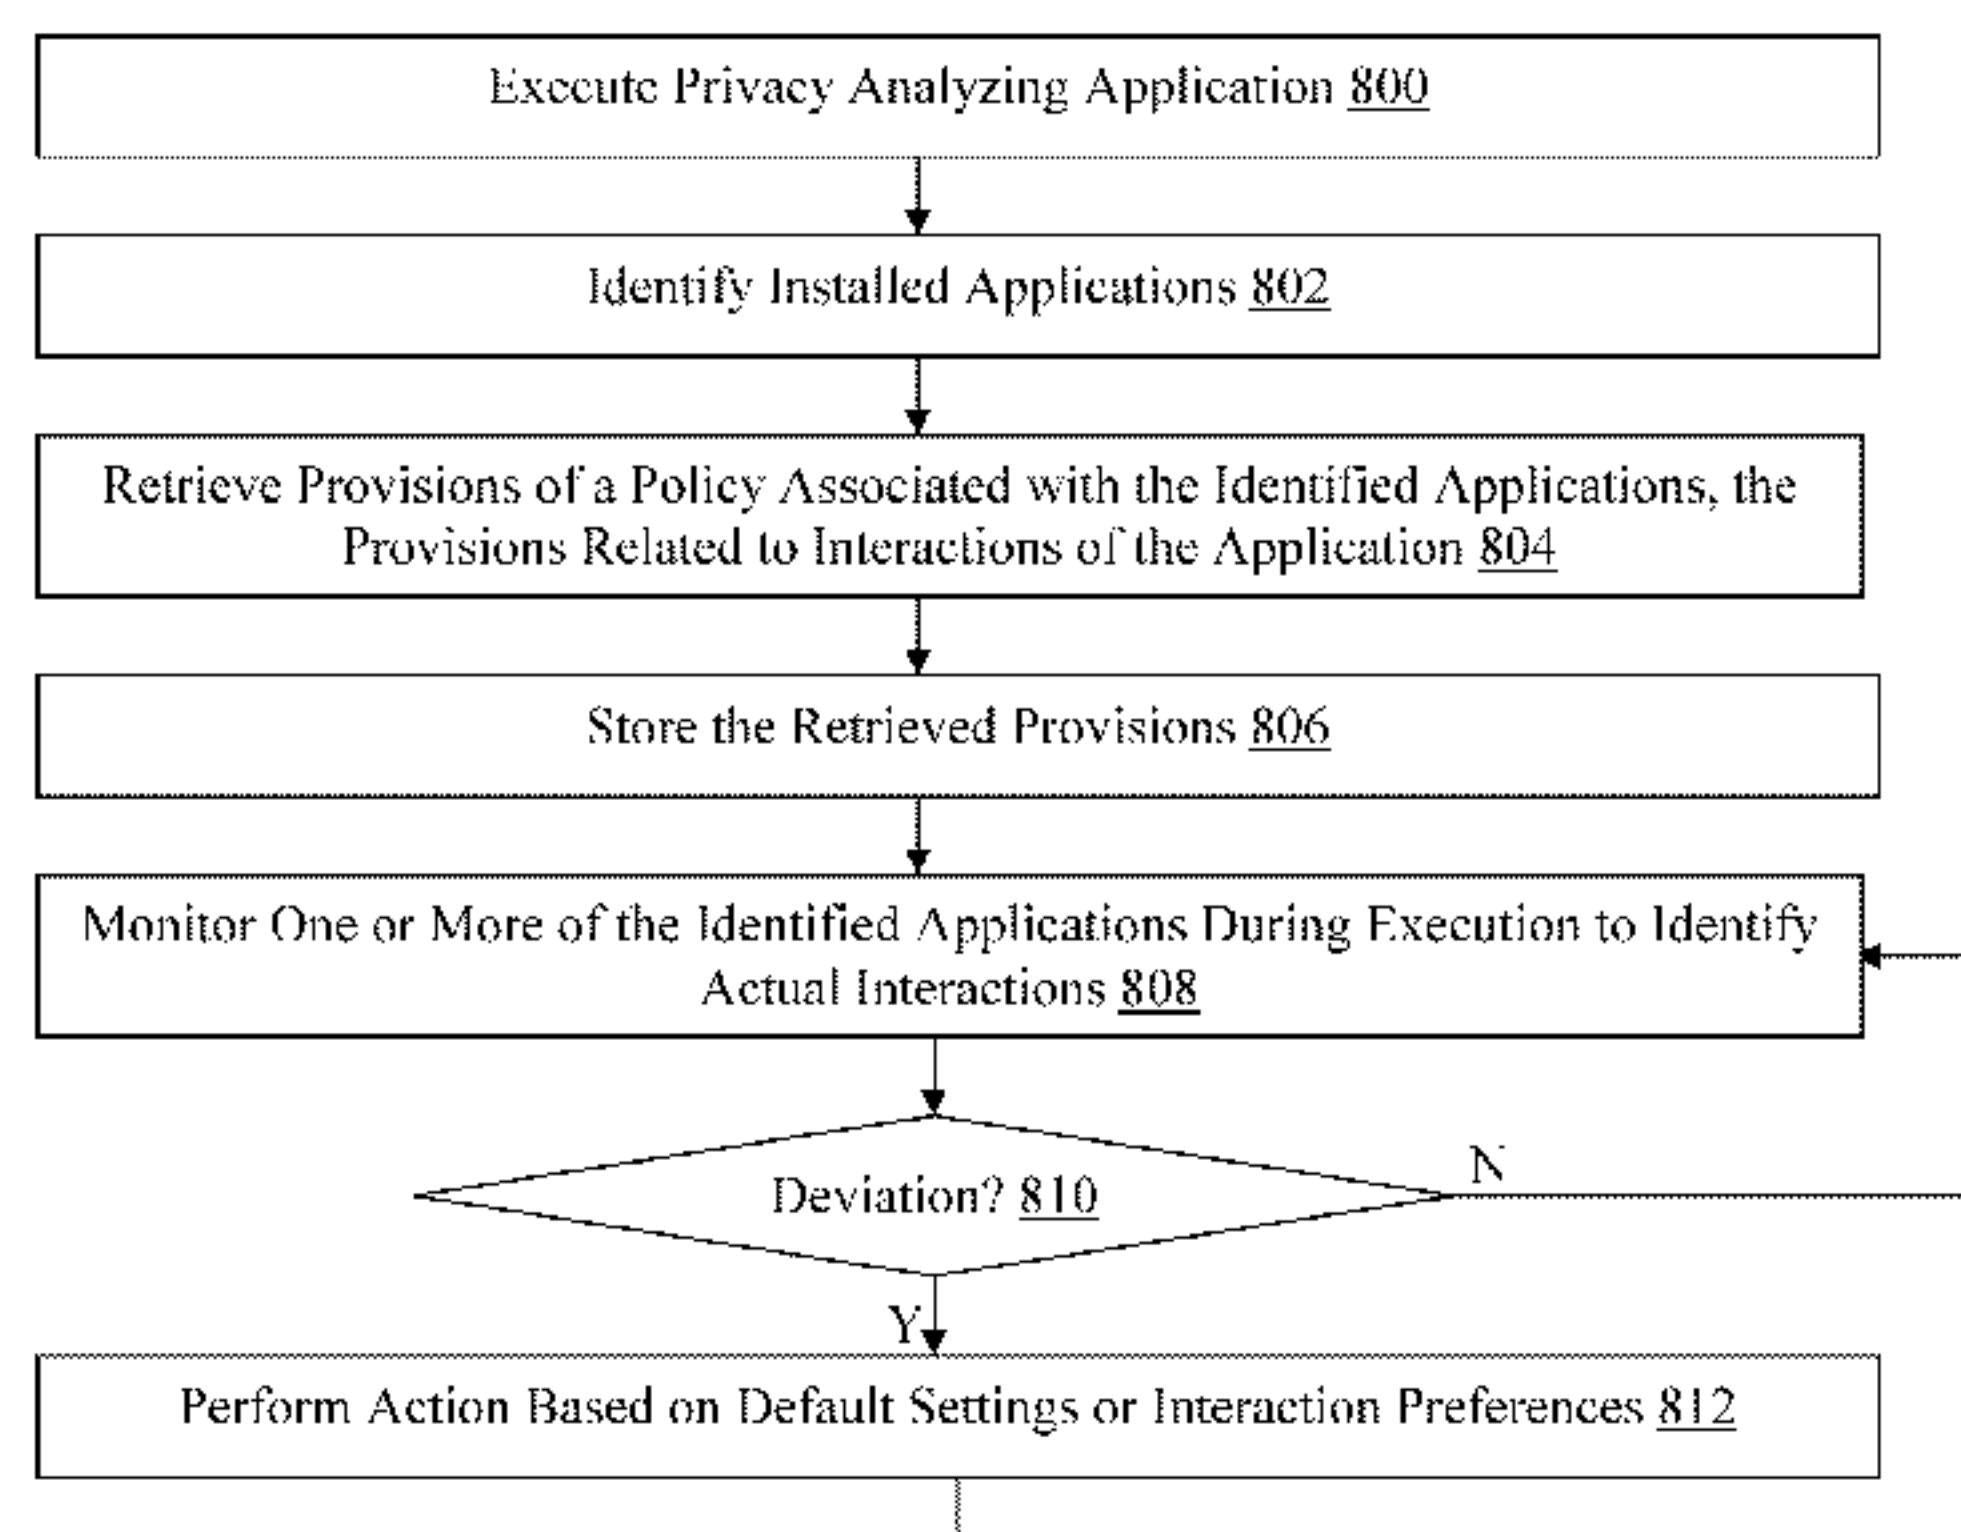 Execute Privacy Analyzing Application 800
Identify Installed Applications 802
Retrieve Provisions of a Policy Associated with the Identified Applications, the
Provisions Related to Interactions of the Application 804
Store the Retrieved Provisions 806
Monitor One or More of the Identified Applications During Execution to Identify
Actual Interactions 808
Deviation? 810
N
Y
Perform Action Based on Default Settings or Interaction Preferences 812